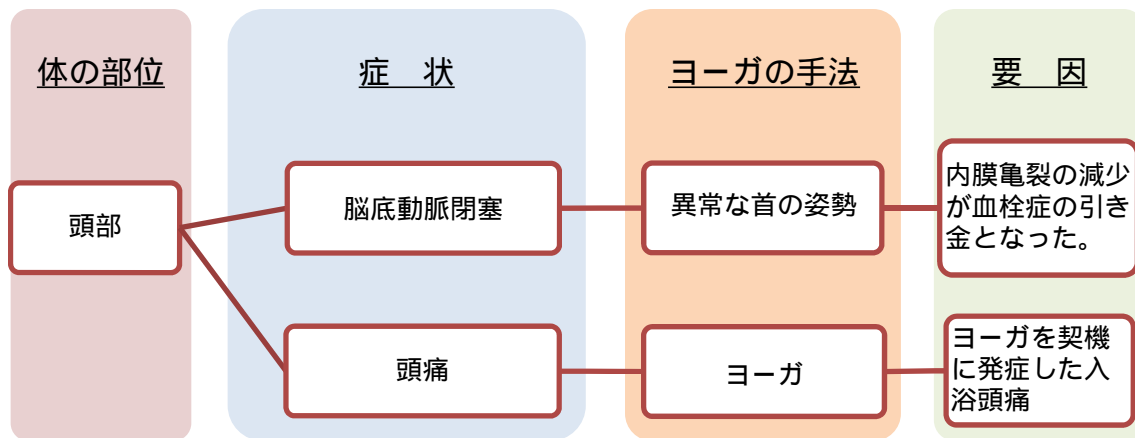 体の部位
症　状
ヨーガの手法
要　因
頭部
脳底動脈閉塞
異常な首の姿勢
内膜亀裂の減少
が血栓症の引き
金となった。
頭痛
ヨーガ
ヨーガを契機
に発症した入
浴頭痛